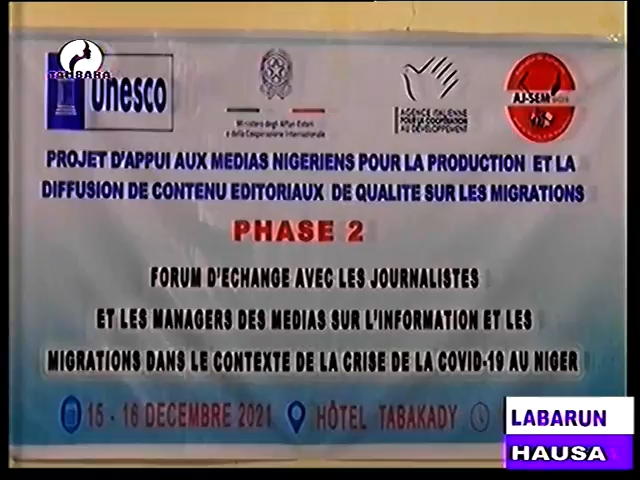 TAMBARA
unesco
Ministero degli Affari Esteri
e della Cooperazione Internazionale
AGENCE ITALIENNE
POUR LA COOPÉRATION
AU DÉVELOPPEMENT
AJ-SEM
PROJET D'APPUI AUX MEDIAS NIGERIENS POUR LA PRODUCTION ET LA
DIFFUSION DE CONTENU EDITORIAUX DE QUALITE SUR LES MIGRATIONS
PHASE 2
FORUM D'ECHANGE AVEC LES JOURNALISTES
ET LES MANAGERS DES MEDIAS SUR L'INFORMATION ET LES
MIGRATIONS DANS LE CONTEXTE DE LA CRISE DE LA COVID-19 AU NIGER
15 - 16 DECEMBRE 2021 HÔTEL TABAKADY
LABARUN
HAUSA